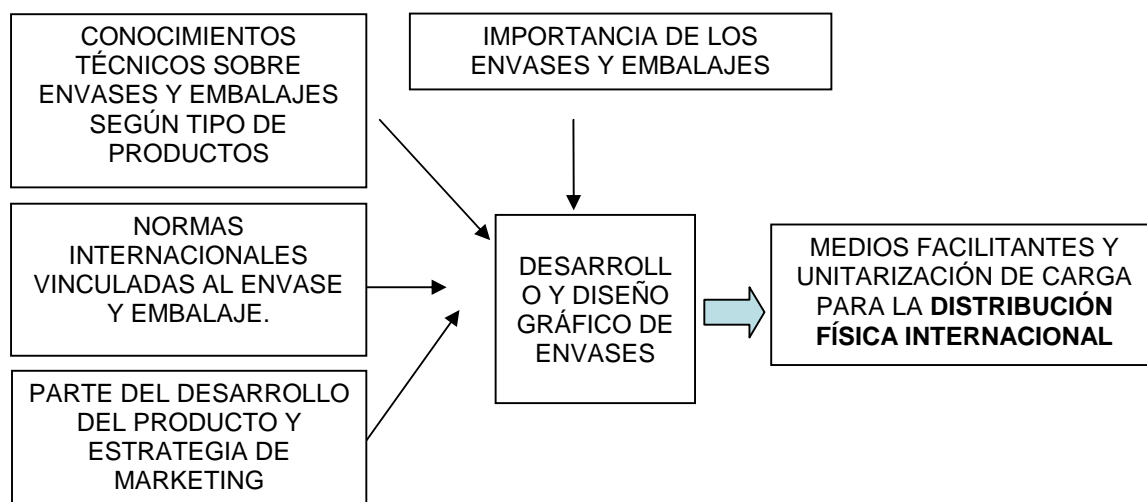 CONOCIMIENTOS
TÉCNICOS SOBRE
ENVASES Y EMBALAJES
SEGÚN TIPO DE
PRODUCTOS
IMPORTANCIA DE LOS
ENVASES Y EMBALAJES
NORMAS
INTERNACIONALES
VINCULADAS AL ENVASE
Y EMBALAJE.
PARTE DEL DESARROLLO
DEL PRODUCTO Y
ESTRATEGIA DE
MARKETING
DESARROLL
O Y DISEÑO
GRÁFICO DE
ENVASES
MEDIOS FACILITANTES Y
UNITARIZACIÓN DE CARGA
PARA LA DISTRIBUCIÓN
FÍSICA INTERNACIONAL